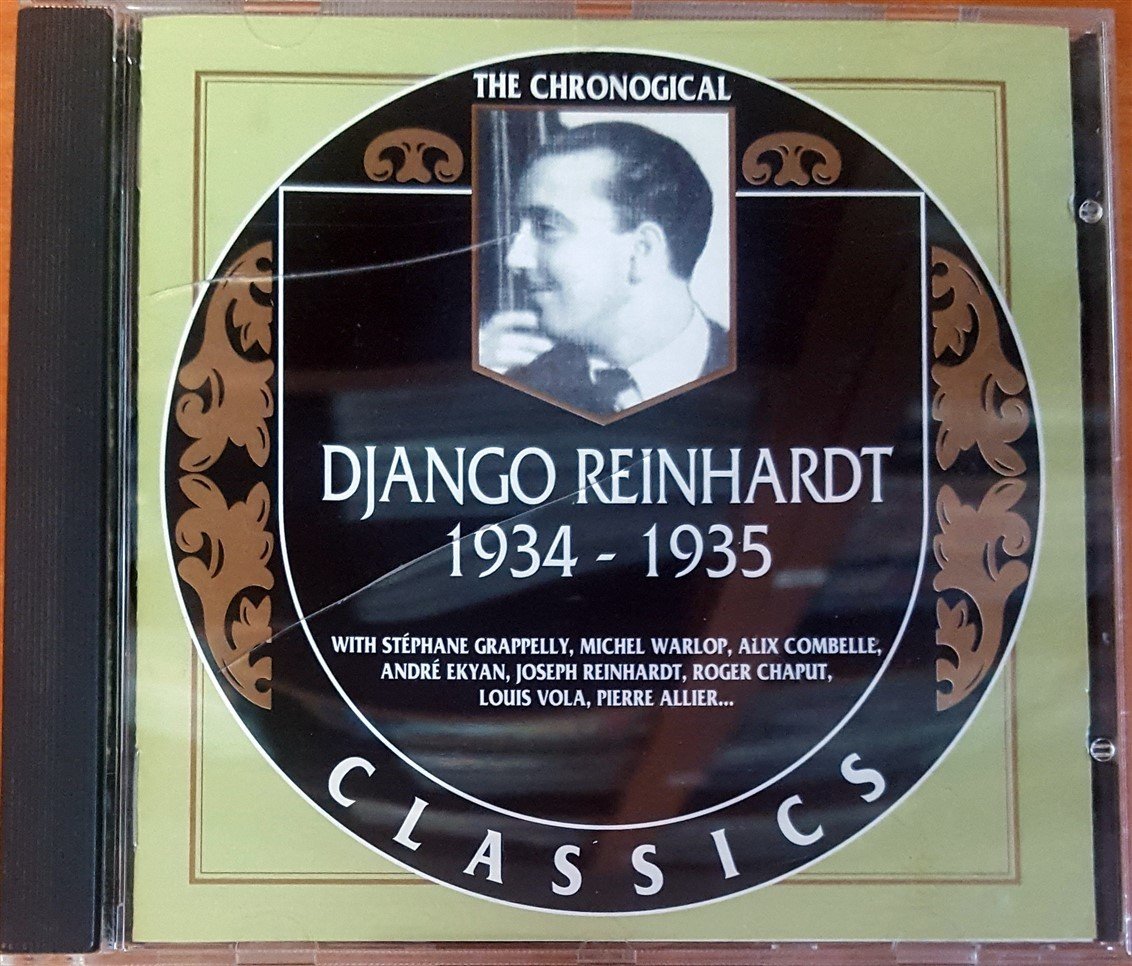 THE CHRONOGICAL
DJANGO REINHARDT
1934 - 1935
WITH STÉPHANE GRAPPELLY, MICHEL WARLOP, ALIX COMBELLE,
ANDRÉ EKYAN, JOSEPH REINHARDT, ROGER CHAPUT,
LOUIS VOLA, PIERRE ALLIER...
CLASSICS